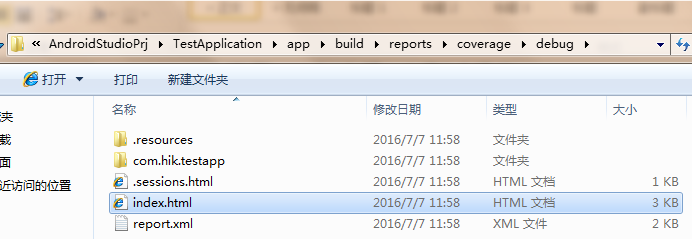 « AndroidStudioPrj ▸ TestApplication ▸ app ▸ build ▸ reports ▸ coverage ▸ debug ▸
打开 打印 新建文件夹
名称 修改日期 类型 大小
.resources 2016/7/7 11:58 文件夹
com.hik.testapp 2016/7/7 11:58 文件夹
.sessions.html 2016/7/7 11:58 HTML 文档 1 KB
index.html 2016/7/7 11:58 HTML 文档 3 KB
report.xml 2016/7/7 11:58 XML 文件 2 KB
夹
载
面
近访问的位置